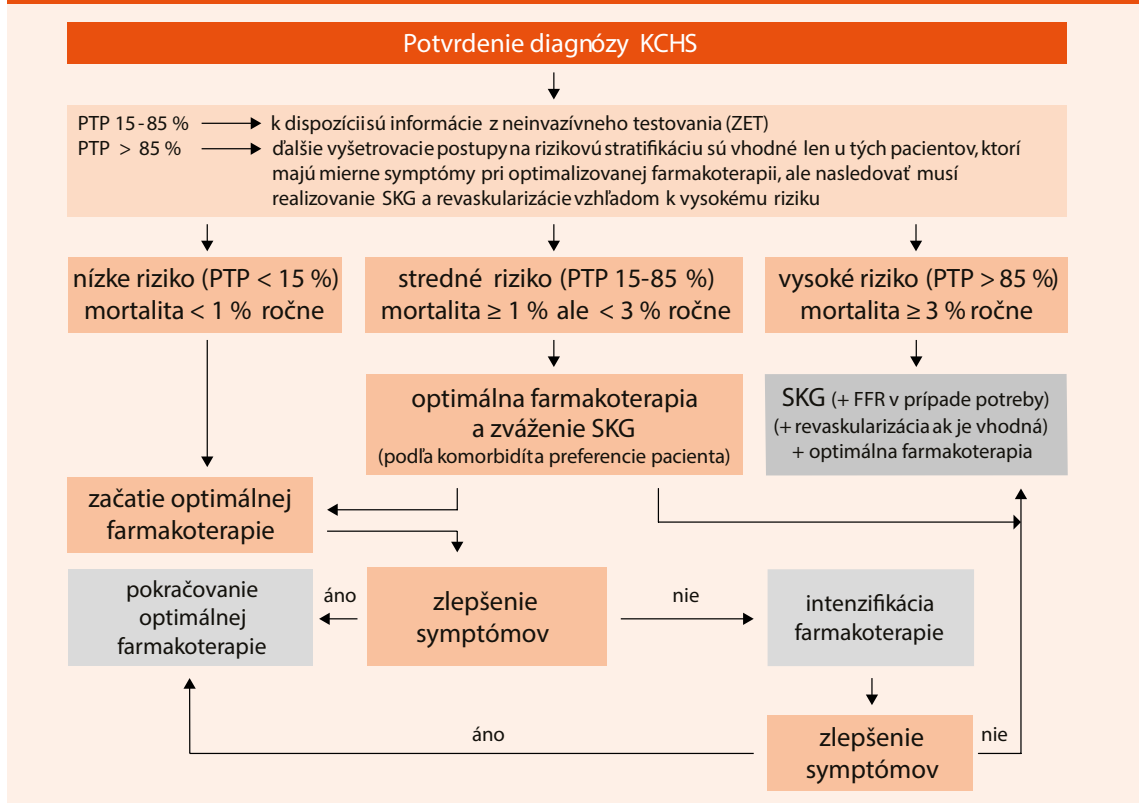 Potvrdenie diagnózy KCHS
PTP 15-85 % k dispozícii sú informácie z neinvazívneho testovania (ZET)
PTP > 85 % ďalšie vyšetrovacie postupy na rizikovú stratifikáciu sú vhodné len u tých pacientov, ktorí
majú mierne symptómy pri optimalizovanej farmakoterapii, ale nasledovať musí
realizovanie SKG a revaskularizácie vzhľadom k vysokému riziku
nízke riziko (PTP < 15 %)
mortalita < 1 % ročne
stredné riziko (PTP 15-85 %)
mortalita ≥ 1 % ale < 3 % ročne
vysoké riziko (PTP > 85 %)
mortalita ≥ 3 % ročne
optimálna farmakoterapia
a zváženie SKG
(podľa komorbidíta preferencie pacienta)
SKG (+ FFR v prípade potreby)
(+ revaskularizácia ak je vhodná)
+ optimálna farmakoterapia
začatie optimálnej
farmakoterapie
pokračovanie
optimálnej
farmakoterapie
áno
zlepšenie
symptómov
nie
intenzifikácia
farmakoterapie
áno
zlepšenie
symptómov
nie